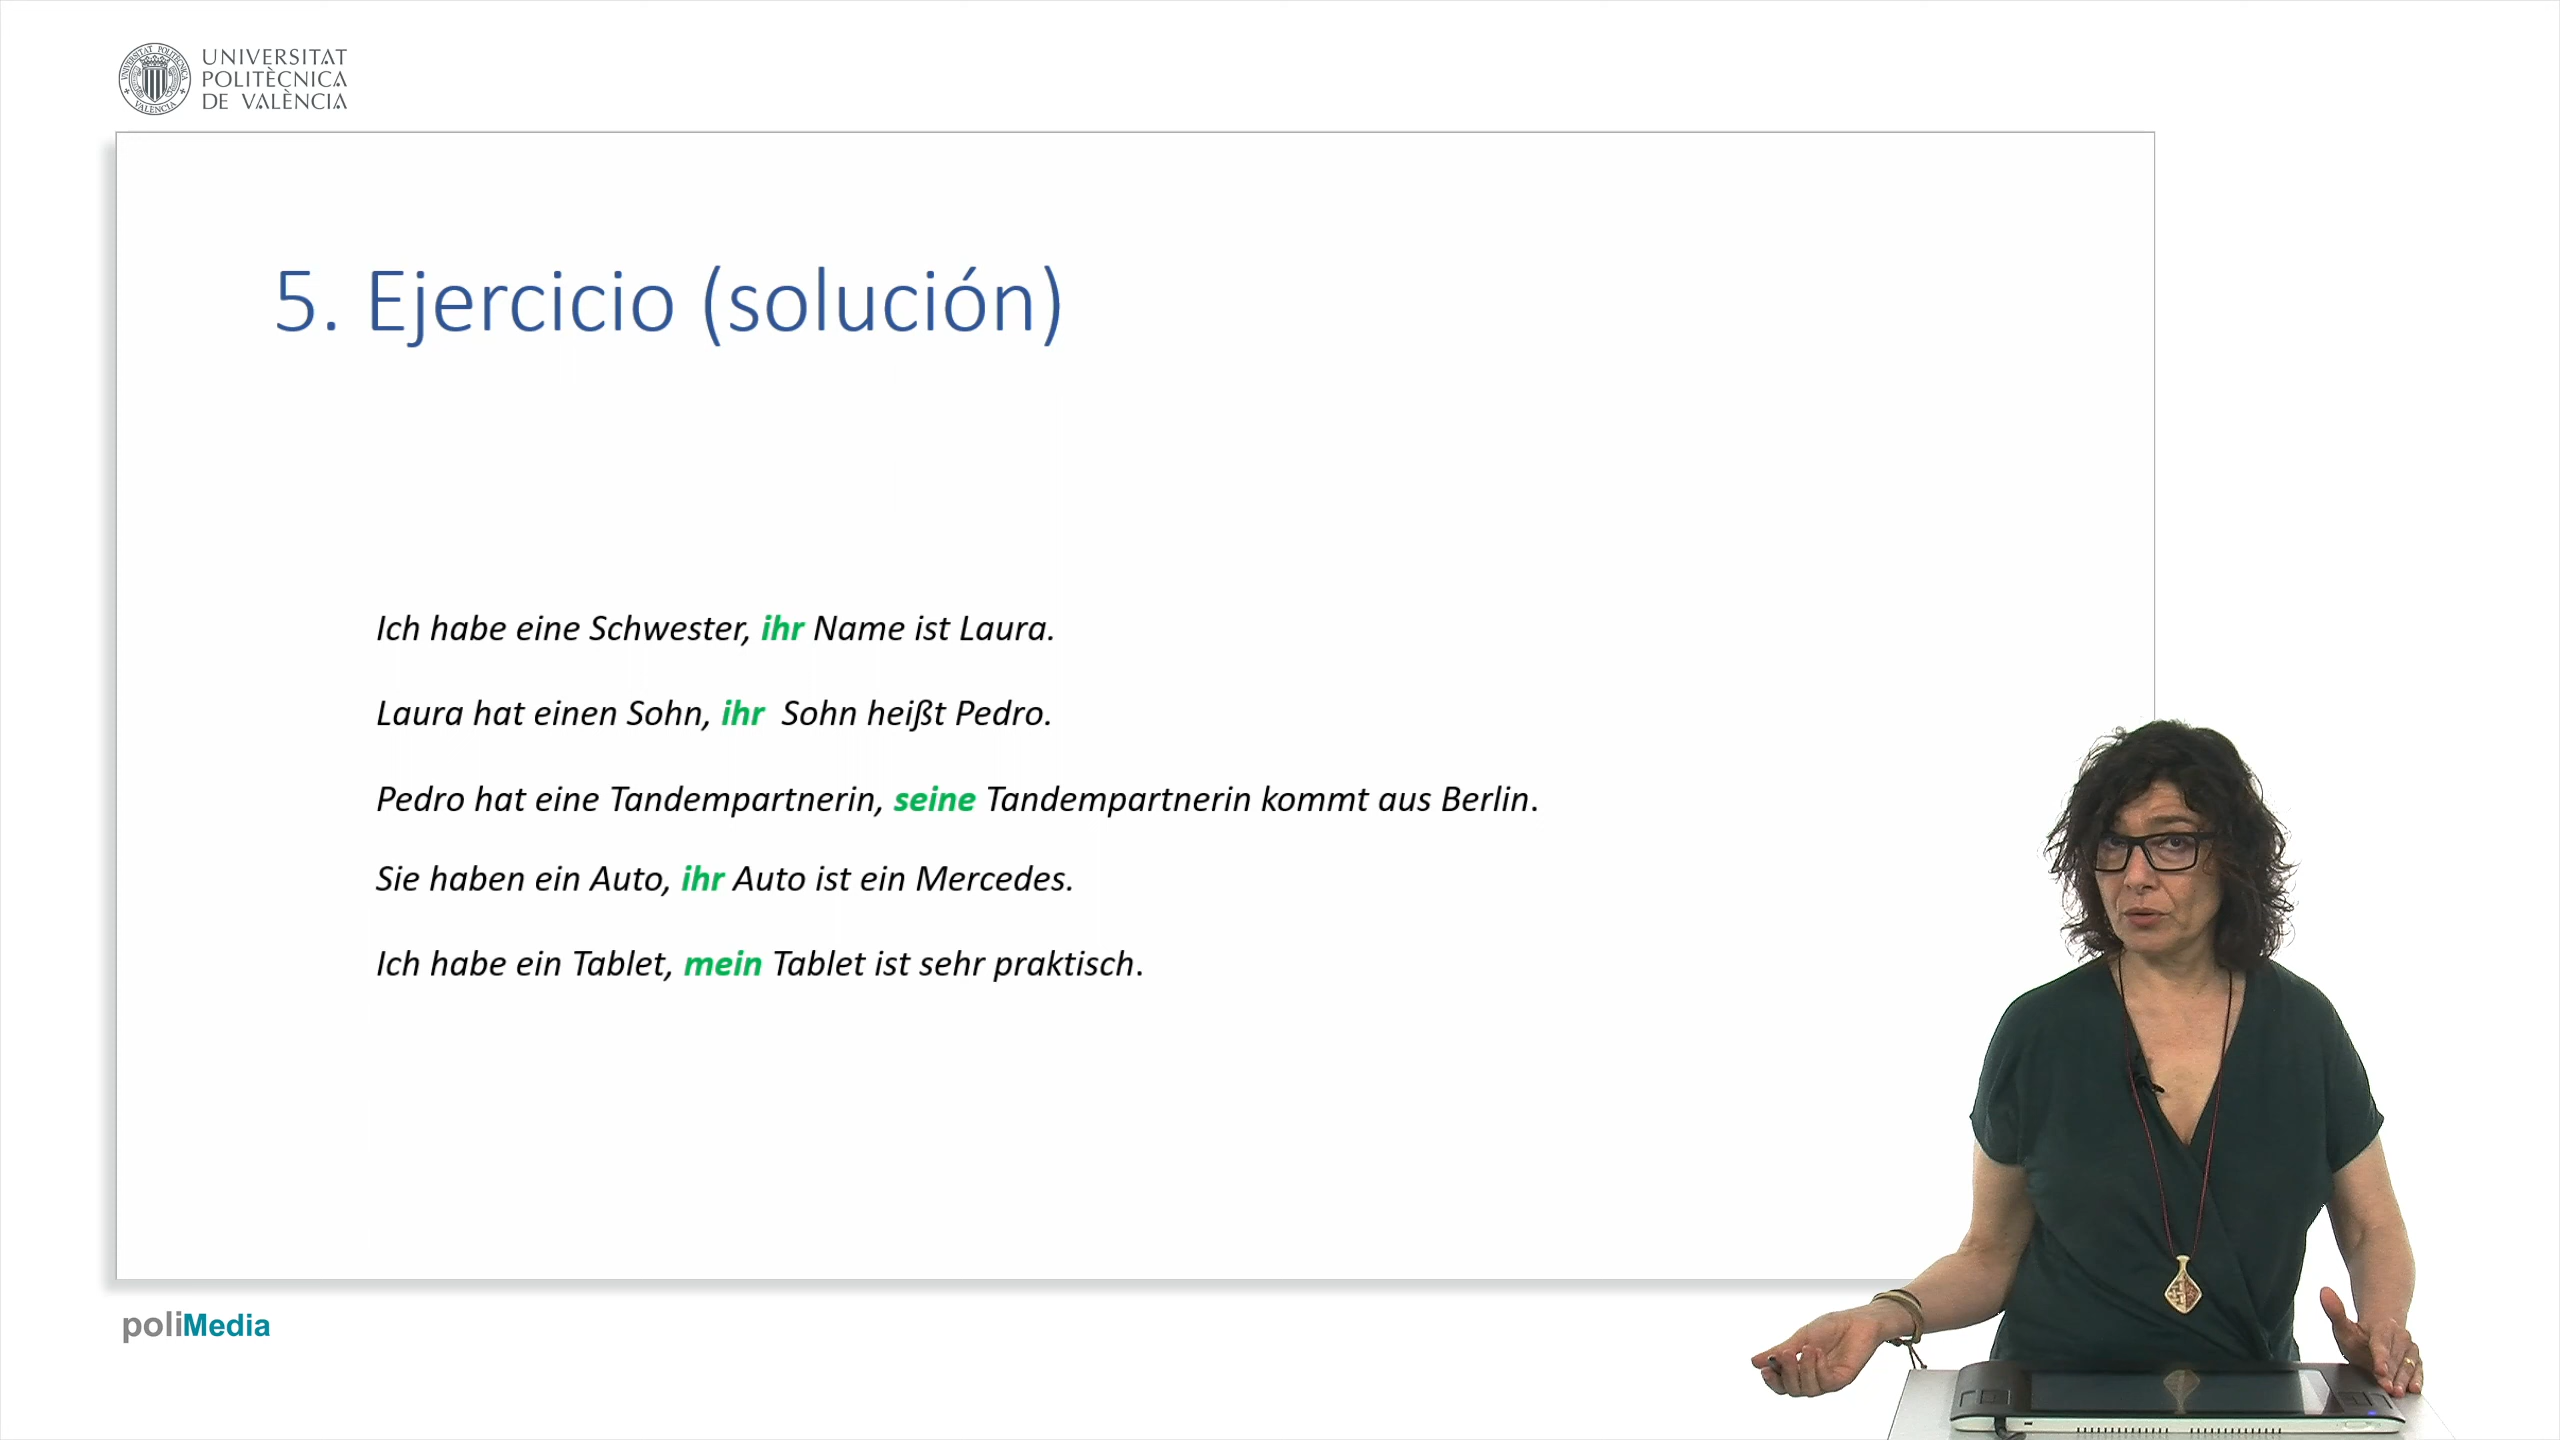 UNIVERSITAT
POLITÈCNICA
DE VALÈNCIA
5. Ejercicio (solución)
Ich habe eine Schwester, ihr Name ist Laura.
Laura hat einen Sohn, ihr Sohn heißt Pedro.
Pedro hat eine Tandempartnerin, seine Tandempartnerin kommt aus Berlin.
Sie haben ein Auto, ihr Auto ist ein Mercedes.
Ich habe ein Tablet, mein Tablet ist sehr praktisch.
poliMedia